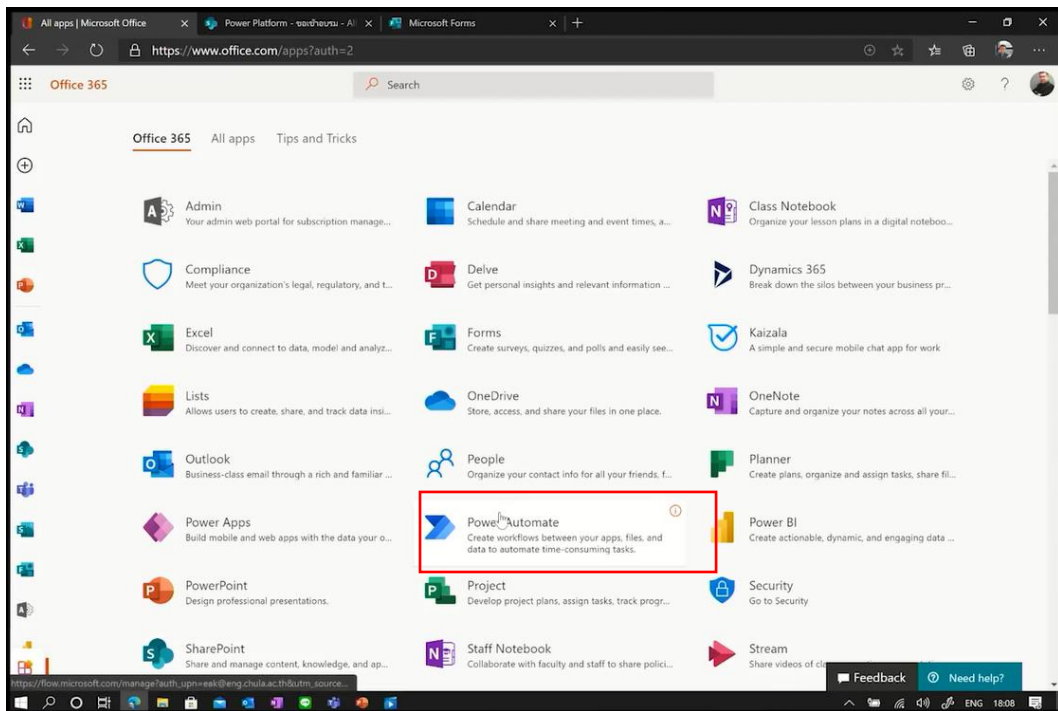 All apps | Microsoft Office
Power Platform - ขอเข้าอบรม - All
Microsoft Forms
https://www.office.com/apps?auth=2
Office 365
Search
Office 365 All apps Tips and Tricks
Admin
Your admin web portal for subscription manage...
Calendar
Schedule and share meeting and event times, a...
Class Notebook
Organize your lesson plans in a digital noteboo...
Compliance
Meet your organization's legal, regulatory, and t...
Delve
Get personal insights and relevant information ...
Dynamics 365
Break down the silos between your business pr...
Excel
Discover and connect to data, model and analyz...
Forms
Create surveys, quizzes, and polls and easily see...
Kaizala
A simple and secure mobile chat app for work
Lists
Allows users to create, share, and track data insi...
OneDrive
Store, access, and share your files in one place.
OneNote
Capture and organize your notes across all your...
Outlook
Business-class email through a rich and familiar ...
People
Organize your contact info for all your friends, f...
Planner
Create plans, organize and assign tasks, share fil...
Power Apps
Build mobile and web apps with the data your o...
Power Automate
Create workflows between your apps, files, and
data to automate time-consuming tasks.
Power BI
Create actionable, dynamic, and engaging data ...
PowerPoint
Design professional presentations.
Project
Develop project plans, assign tasks, track progr...
Security
Go to Security
SharePoint
Share and manage content, knowledge, and ap...
Staff Notebook
Collaborate with faculty and staff to share polici...
Stream
Share videos of
Feedback
Need help?
https://flow.microsoft.com/manage?auth_upn=eak@eng.chula.ac.th&utm_source...
ENG 18:08